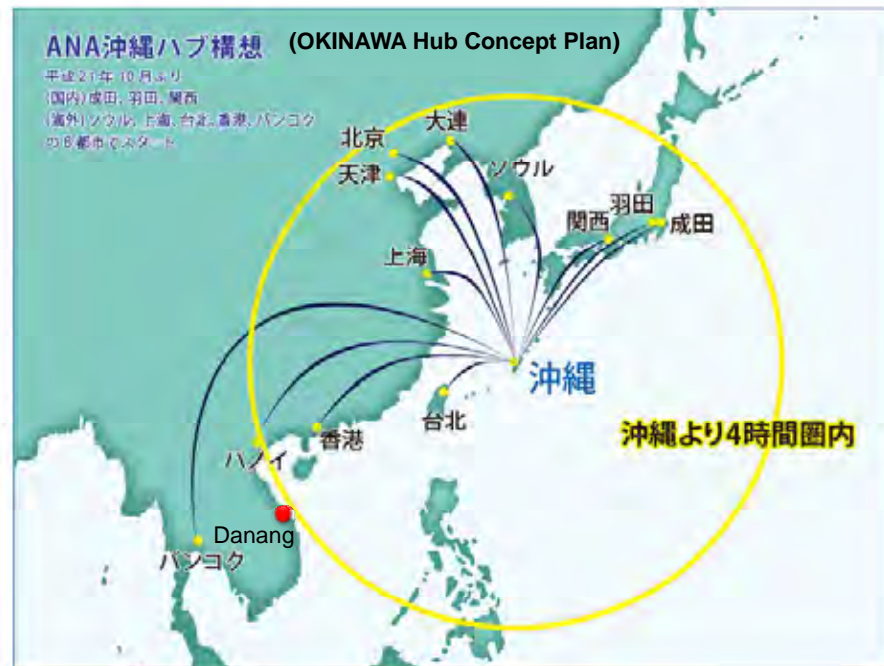 ANA沖縄ハブ構想 (OKINAWA Hub Concept Plan)
平成21年10月より
(国内)成田、羽田、関西
(海外)ソウル、上海、台北、香港、バンコク
の8都市でスタート
大連
北京
天津
ソウル
羽田
関西
成田
上海
沖縄
台北
沖縄より4時間圏内
香港
ハノイ
Danang
バンコク